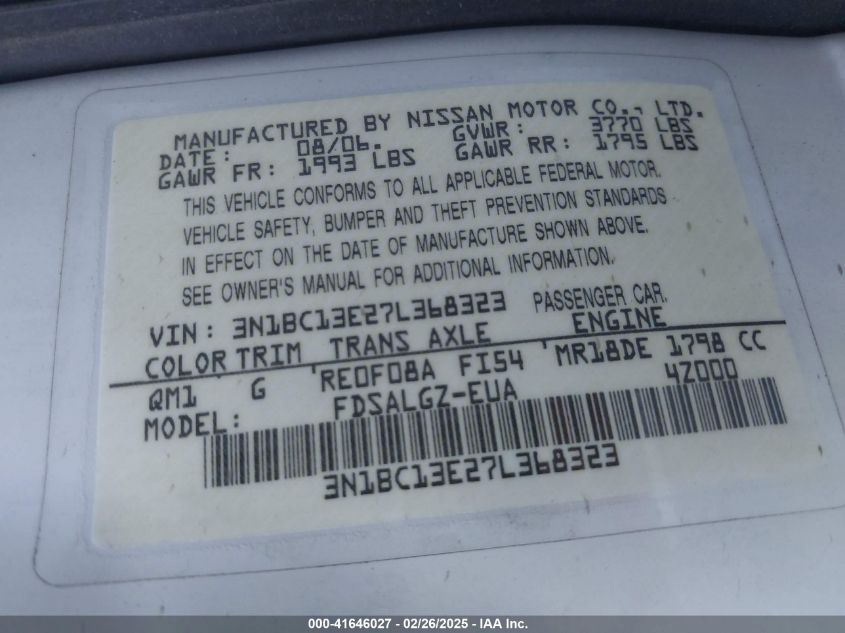 MANUFACTURED BY NISSAN MOTOR CO., LTD.
DATE: 08/06. GVWR: 3770 LBS
GAWR FR: 1993 LBS GAWR RR: 1795 LBS
THIS VEHICLE CONFORMS TO ALL APPLICABLE FEDERAL MOTOR.
VEHICLE SAFETY, BUMPER AND THEFT PREVENTION STANDARDS
IN EFFECT ON THE DATE OF MANUFACTURE SHOWN ABOVE.
SEE OWNER'S MANUAL FOR ADDITIONAL INFORMATION.
VIN: 3N1BC13E27L368323 PASSENGER CAR.
COLOR TRIM TRANS AXLE ENGINE
QM1 G RE0F08A FI54 MR18DE 1798 CC
MODEL: FDSALGZ-EUA 4Z000
3N1BC13E27L368323
000-41646027 - 02/26/2025 - IAA Inc.